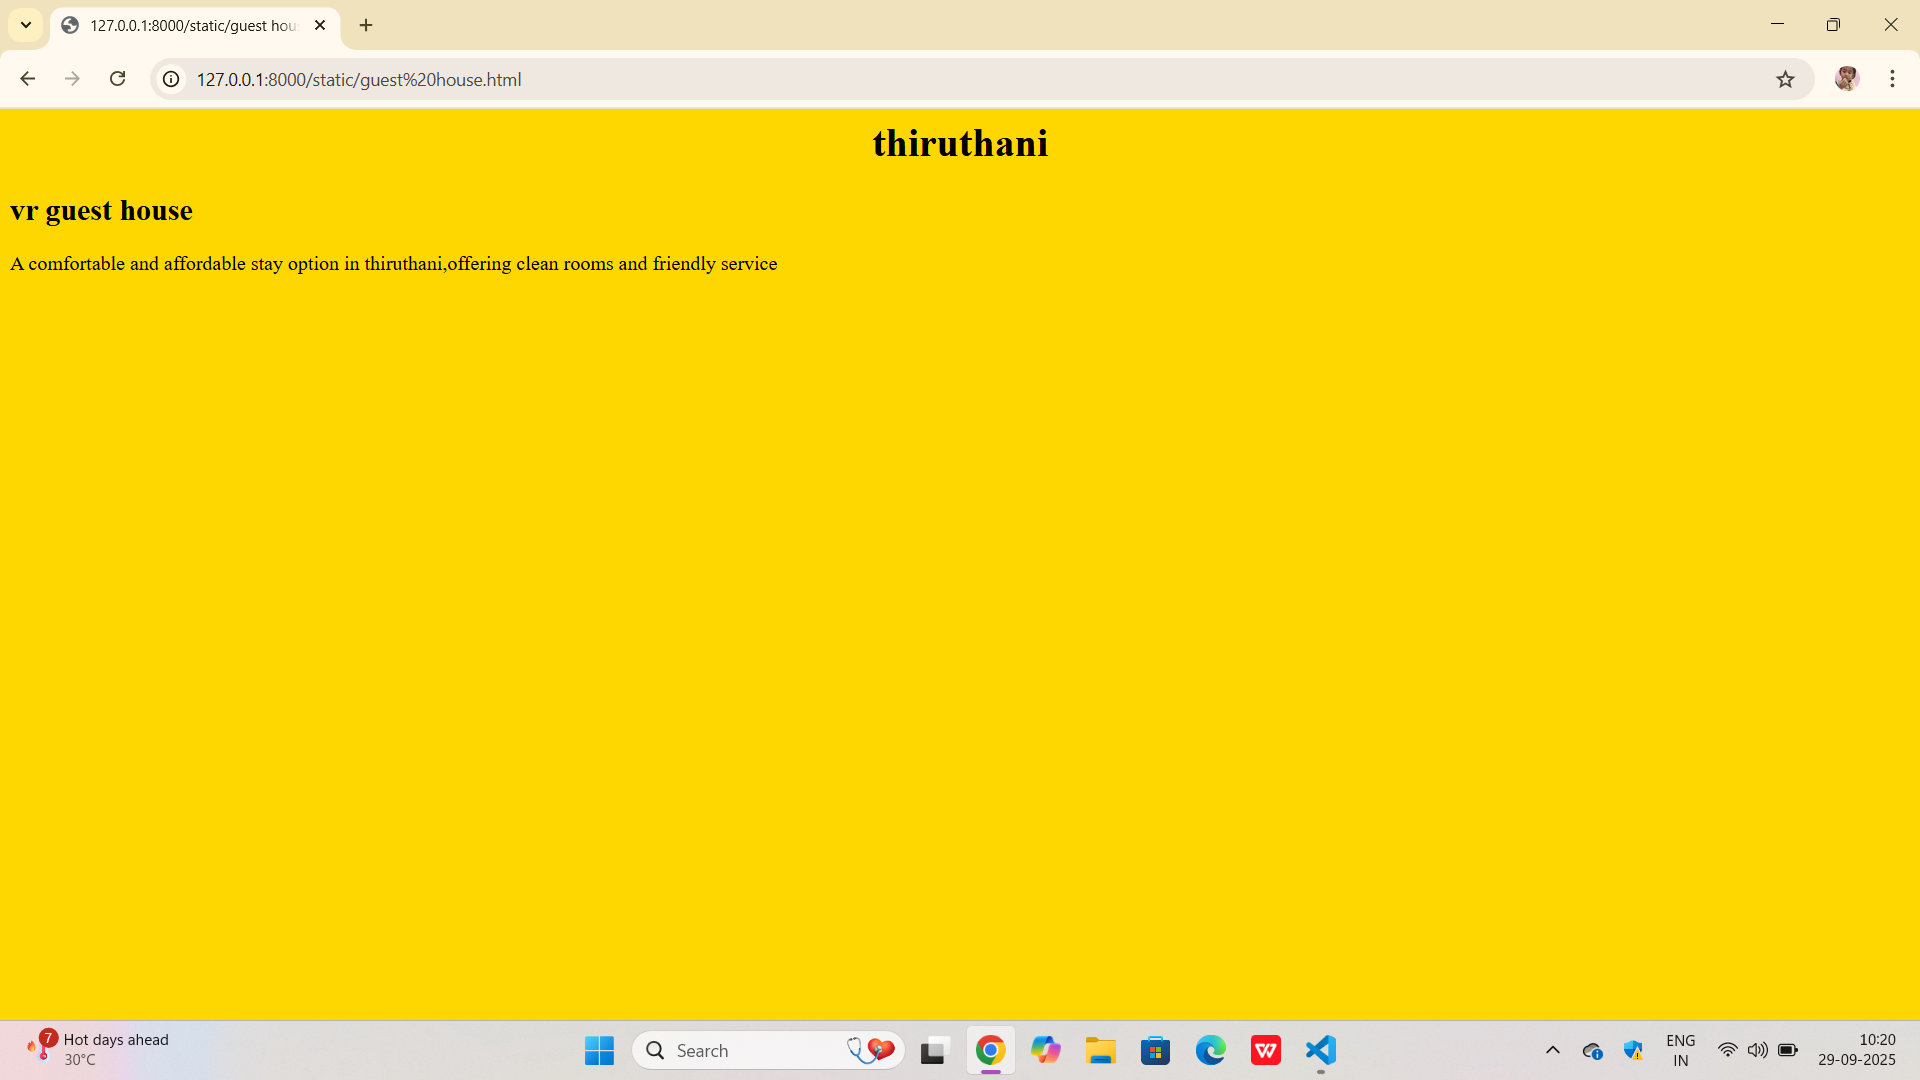 127.0.0.1:8000/static/guest hou
127.0.0.1:8000/static/guest%20house.html
thiruthani
vr guest house
A comfortable and affordable stay option in thiruthani,offering clean rooms and friendly service
7
Hot days ahead
30°C
Search
W
ENG
IN
10:20
29-09-2025